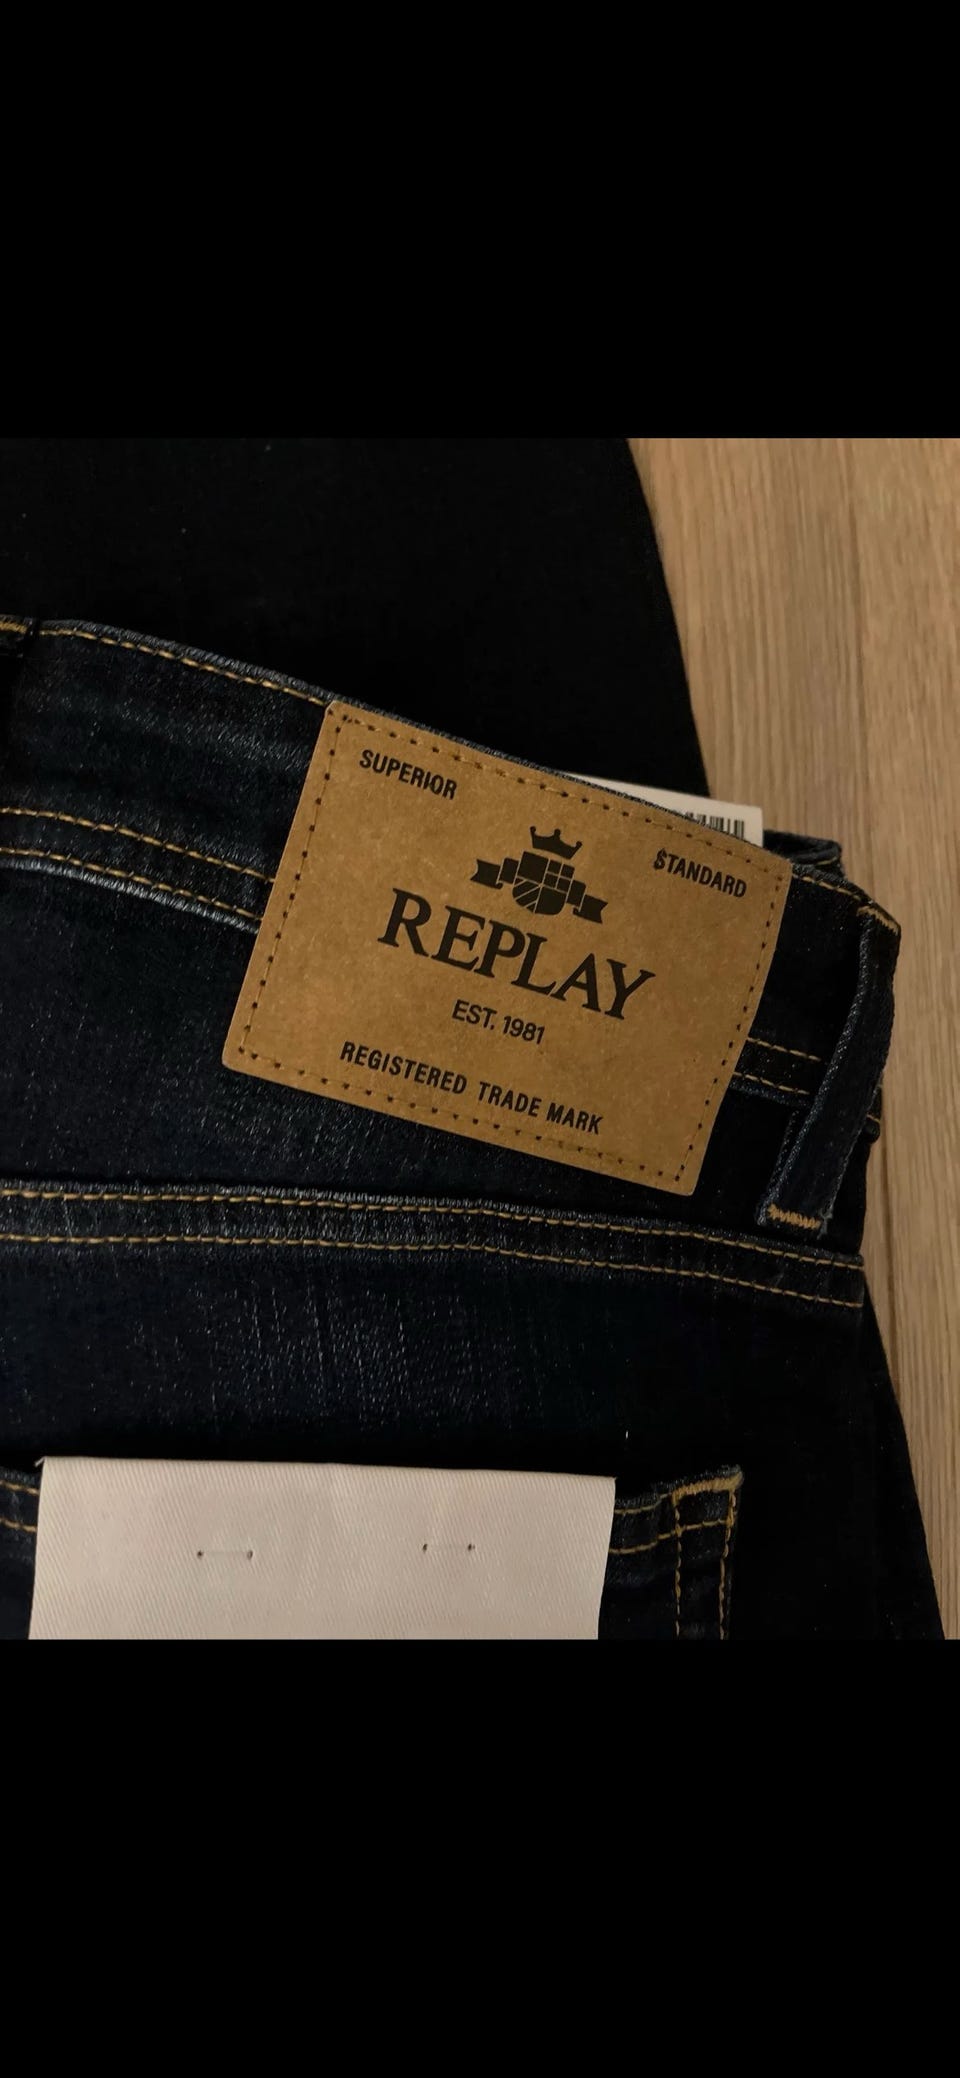 SUPERIOR
STANDARD
REPLAY
EST. 1981
REGISTERED TRADE MARK